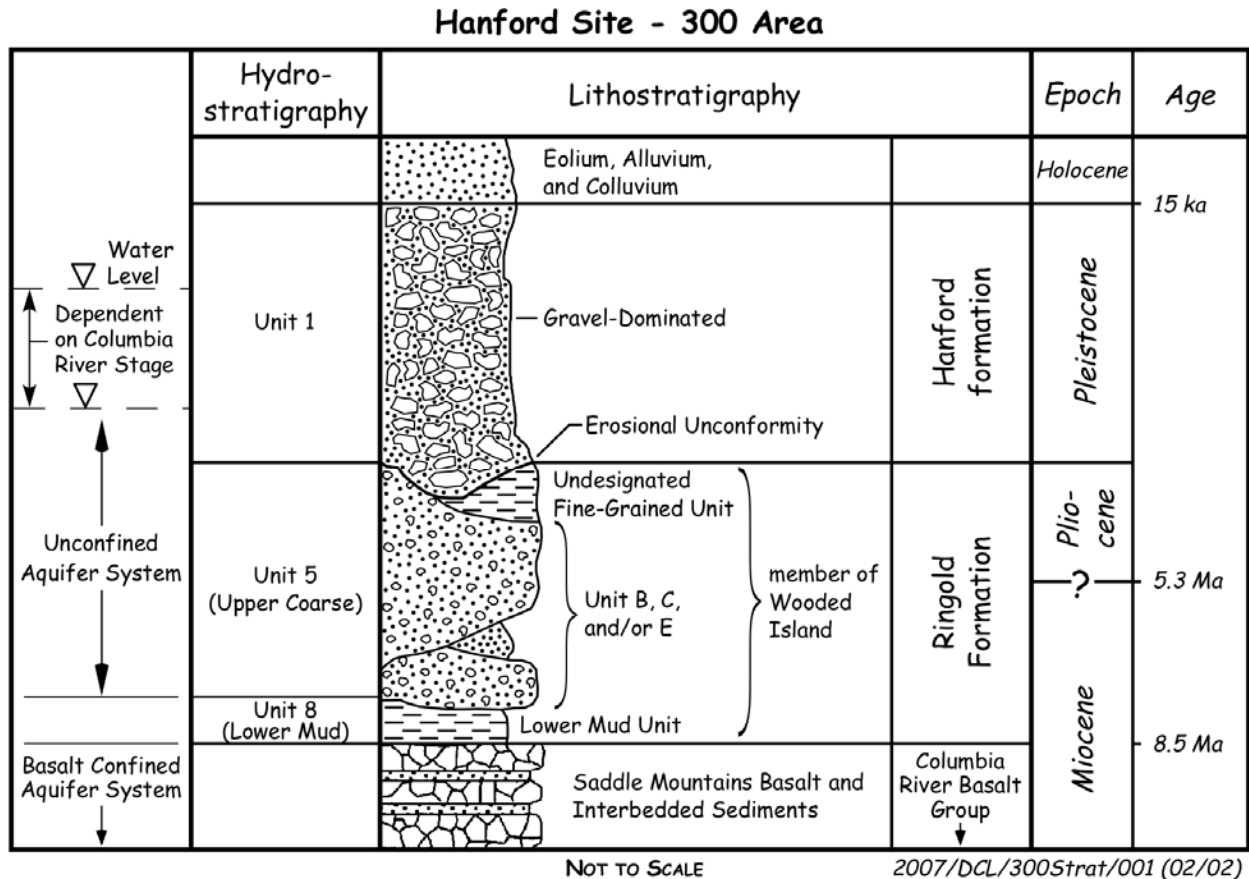 Hanford Site - 300 Area
Hydro-
stratigraphy
Lithostratigraphy
Epoch
Age
Eolium, Alluvium,
and Colluvium
Holocene
15 ka
Water
Level
Dependent
on Columbia
River Stage
Unit 1
Gravel-Dominated
Hanford
formation
Pleistocene
Erosional Unconformity
Undesignated
Fine-Grained Unit
Unconfined
Aquifer System
Unit 5
(Upper Coarse)
Unit B, C,
and/or E
member of
Wooded
Island
Ringold
Formation
Plio-
cene
?
5.3 Ma
Unit 8
(Lower Mud)
Lower Mud Unit
Miocene
8.5 Ma
Basalt Confined
Aquifer System
Saddle Mountains Basalt and
Interbedded Sediments
Columbia
River Basalt
Group
NOT TO SCALE
2007/DCL/300Strat/001 (02/02)